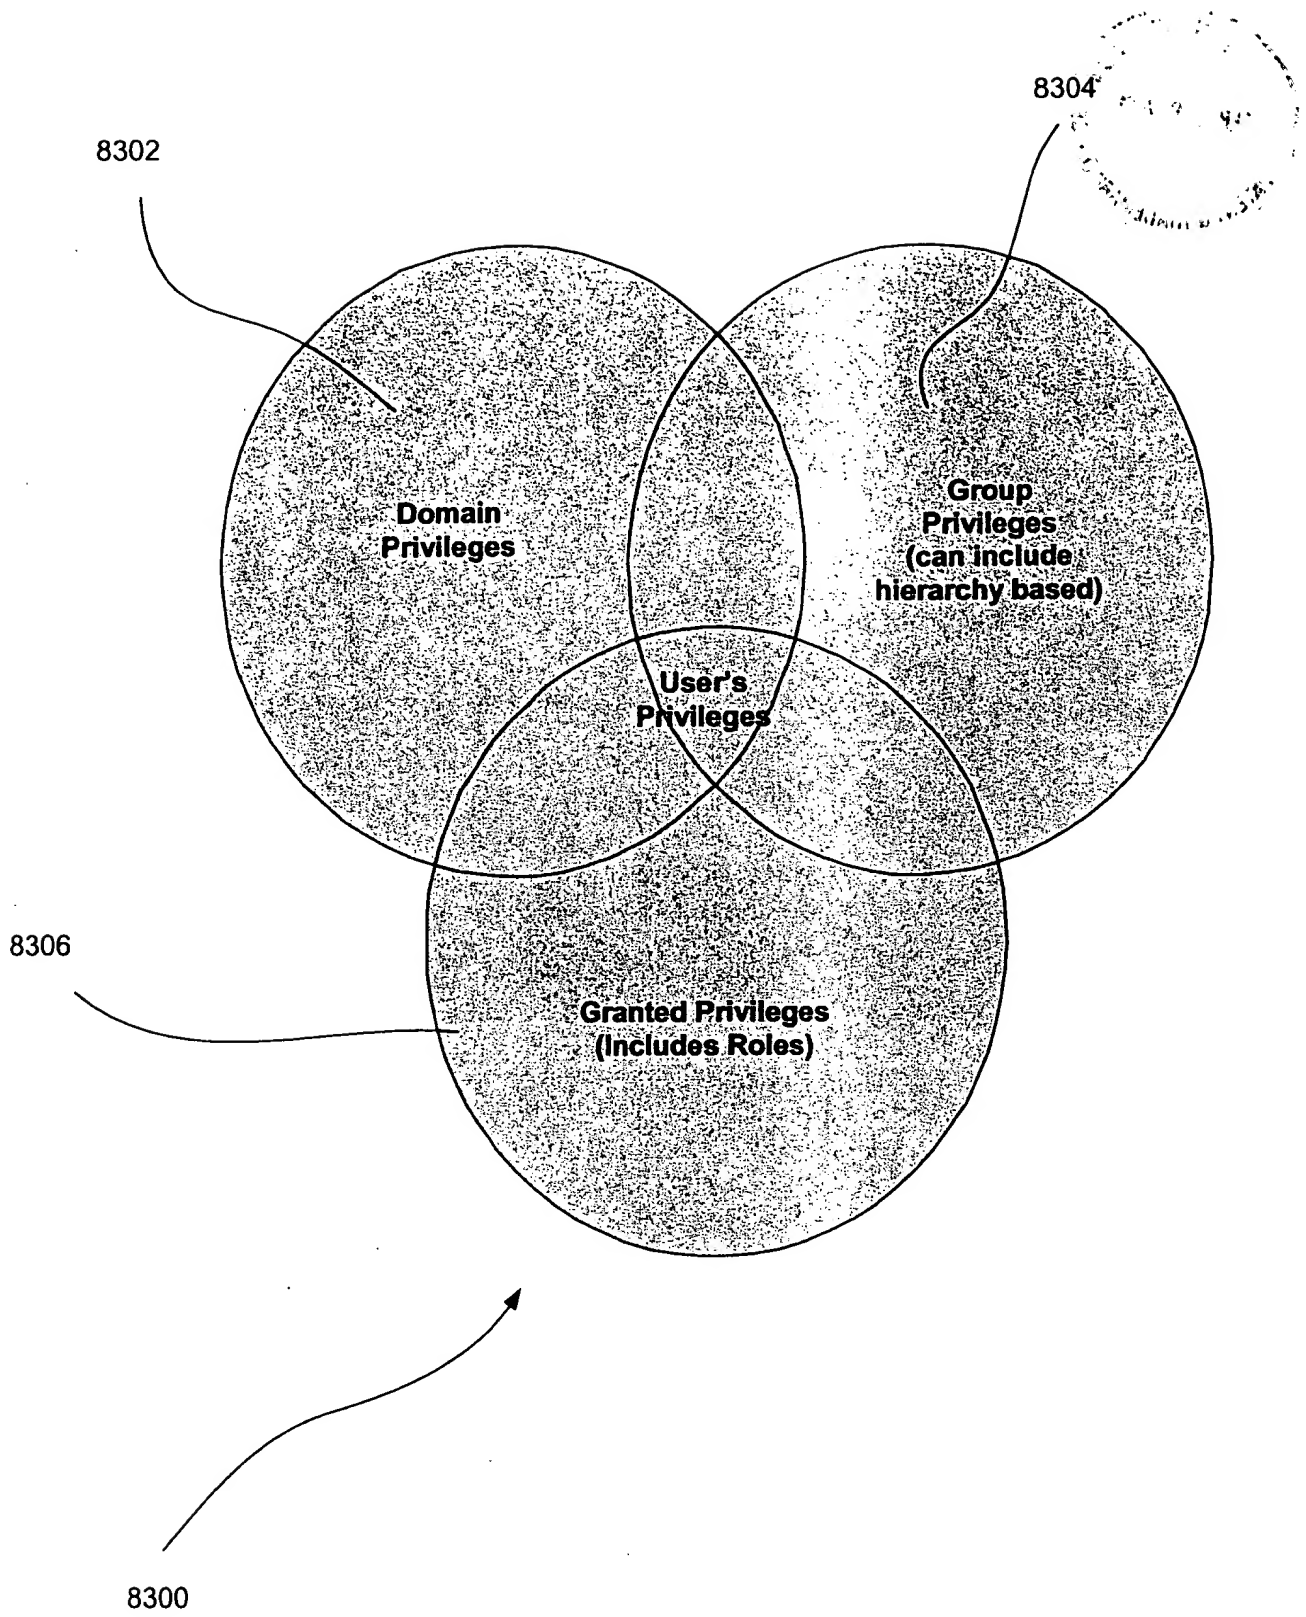 8304
8302
Domain
Privileges
Group
Privileges
(can include
hierarchy based)
User's
Privileges
8306
Granted Privileges
(Includes Roles)
8300